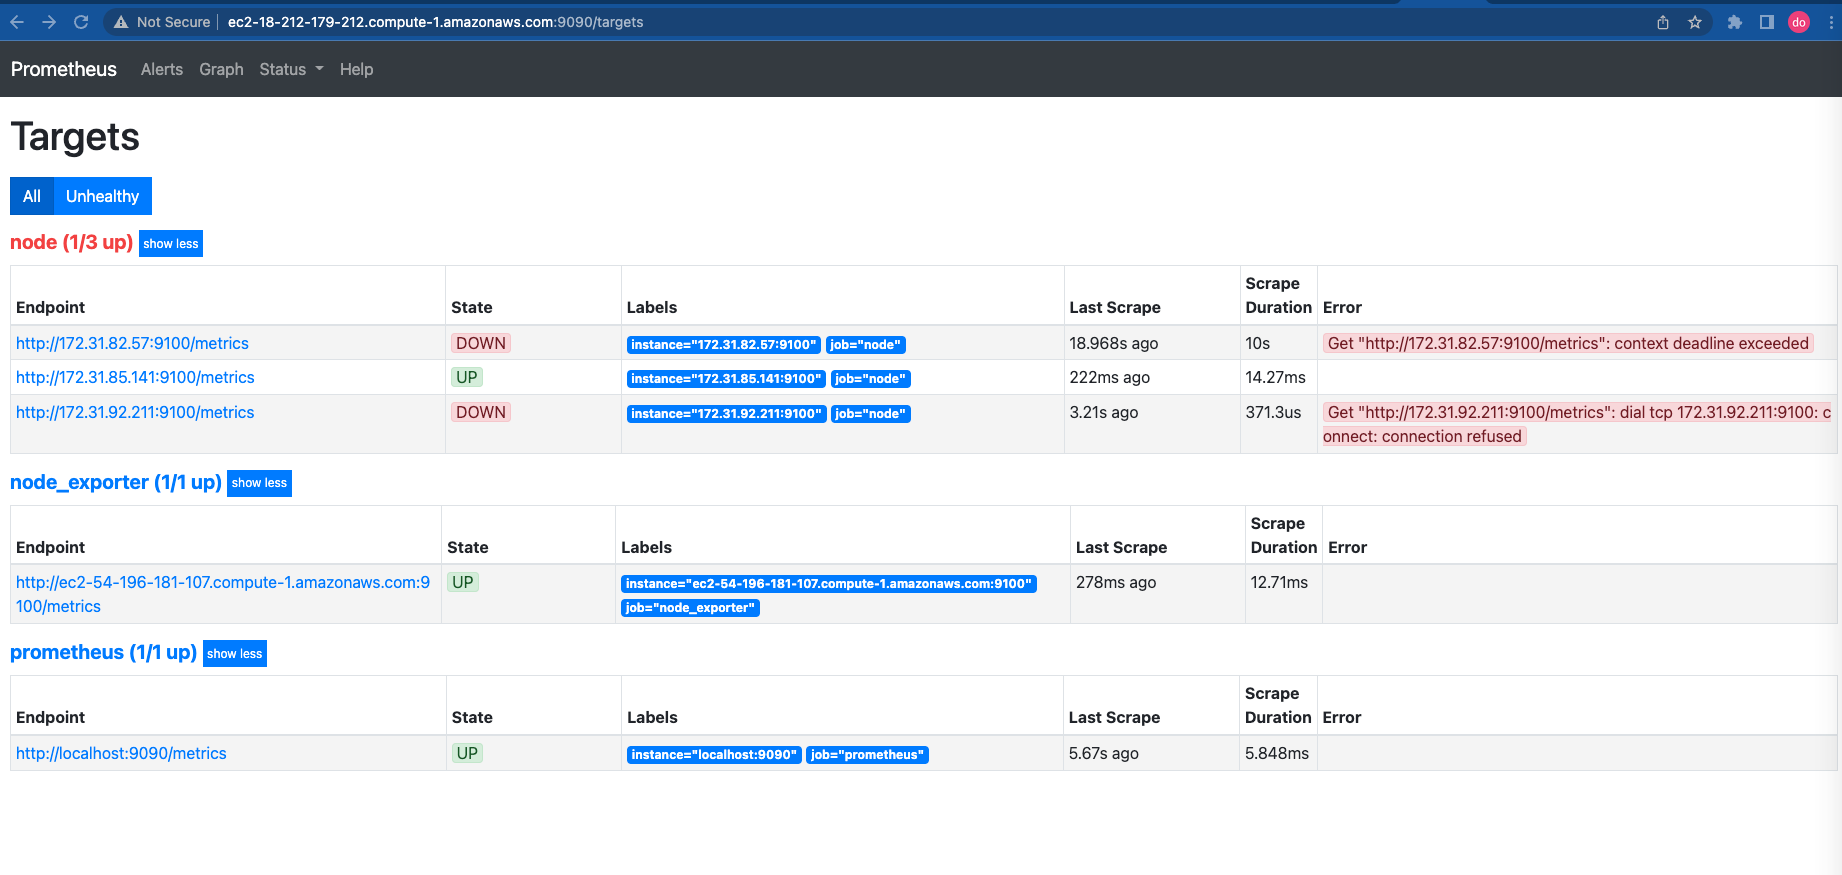 Not Secure | ec2-18-212-179-212.compute-1.amazonaws.com:9090/targets
do
Prometheus Alerts Graph Status Help
Targets
All Unhealthy
node (1/3 up) show less
Endpoint State Labels Last Scrape Scrape Duration Error
http://172.31.82.57:9100/metrics DOWN instance="172.31.82.57:9100" job="node" 18.968s ago 10s Get "http://172.31.82.57:9100/metrics": context deadline exceeded
http://172.31.85.141:9100/metrics UP instance="172.31.85.141:9100" job="node" 222ms ago 14.27ms
http://172.31.92.211:9100/metrics DOWN instance="172.31.92.211:9100" job="node" 3.21s ago 371.3us Get "http://172.31.92.211:9100/metrics": dial tcp 172.31.92.211:9100: c
onnect: connection refused
node_exporter (1/1 up) show less
Endpoint State Labels Last Scrape Scrape Duration Error
http://ec2-54-196-181-107.compute-1.amazonaws.com:9 UP instance="ec2-54-196-181-107.compute-1.amazonaws.com:9100" 278ms ago 12.71ms
100/metrics job="node_exporter"
prometheus (1/1 up) show less
Endpoint State Labels Last Scrape Scrape Duration Error
http://localhost:9090/metrics UP instance="localhost:9090" job="prometheus" 5.67s ago 5.848ms